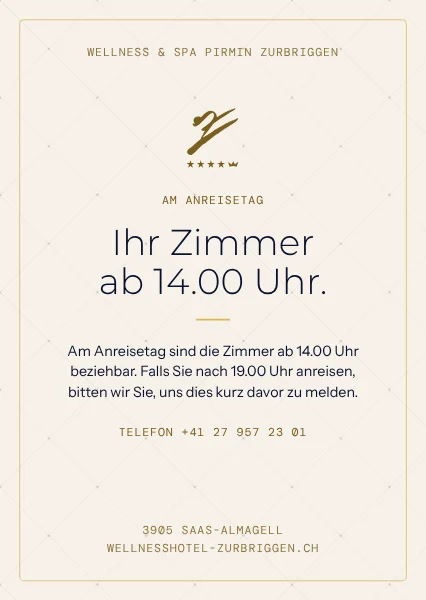 WELLNESS & SPA PIRMIN ZURBRIGGEN
AM ANREISETAG
Ihr Zimmer
ab 14.00 Uhr.
Am Anreisetag sind die Zimmer ab 14.00 Uhr
beziehbar. Falls Sie nach 19.00 Uhr anreisen,
bitten wir Sie, uns dies kurz davor zu melden.
TELEFON +41 27 957 23 01
3905 SAAS-ALMAGELL
WELLNESSHOTEL-ZURBRIGGEN.CH